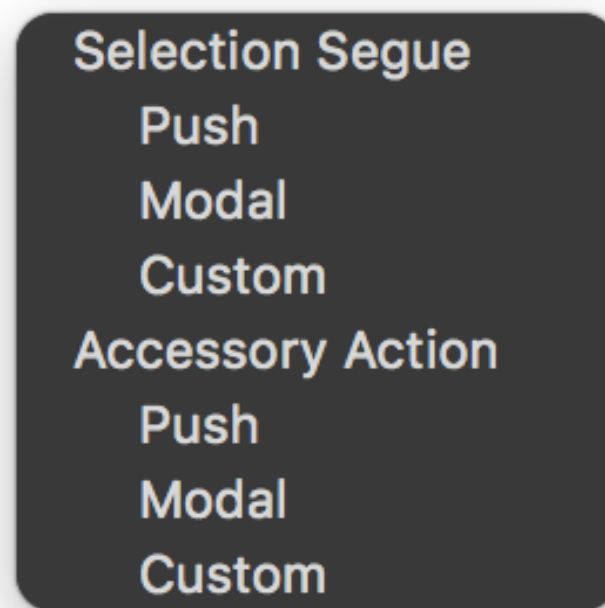 Selection Segue
Push
Modal
Custom
Accessory Action
Push
Modal
Custom